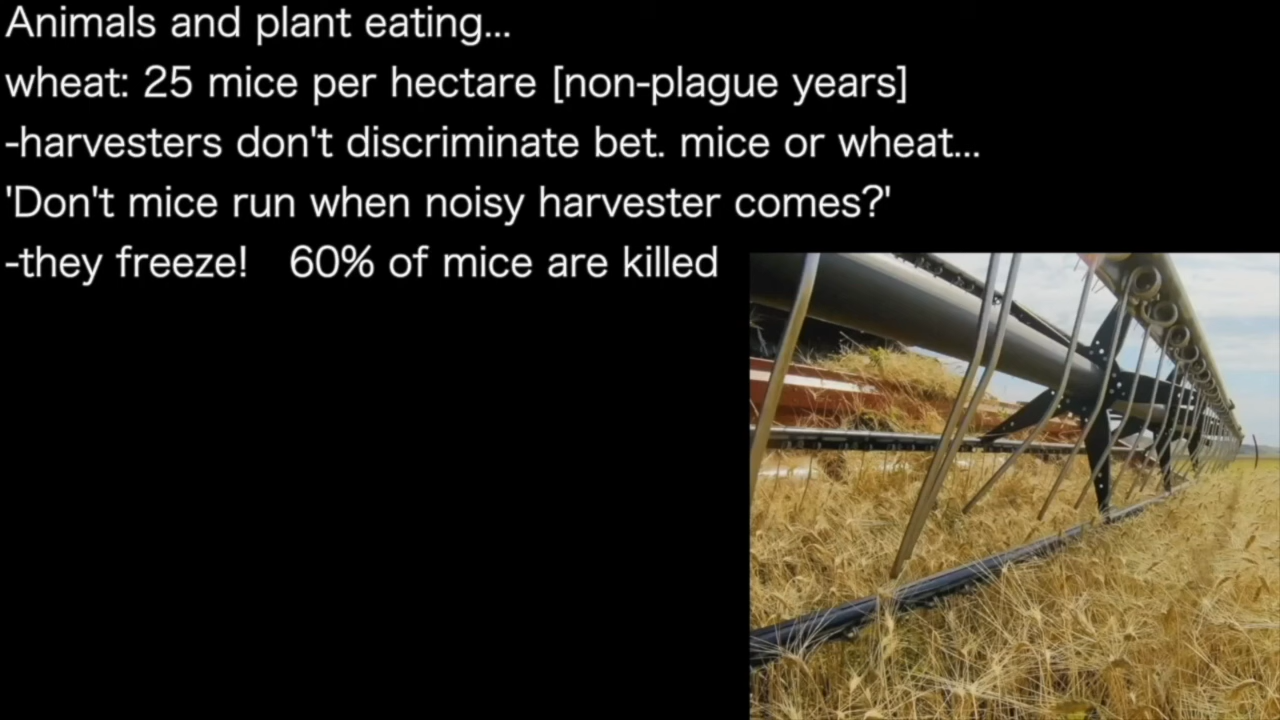 Animals and plant eating...
wheat: 25 mice per hectare [non-plague years]
-harvesters don't discriminate bet. mice or wheat...
'Don't mice run when noisy harvester comes?'
-they freeze! 60% of mice are killed